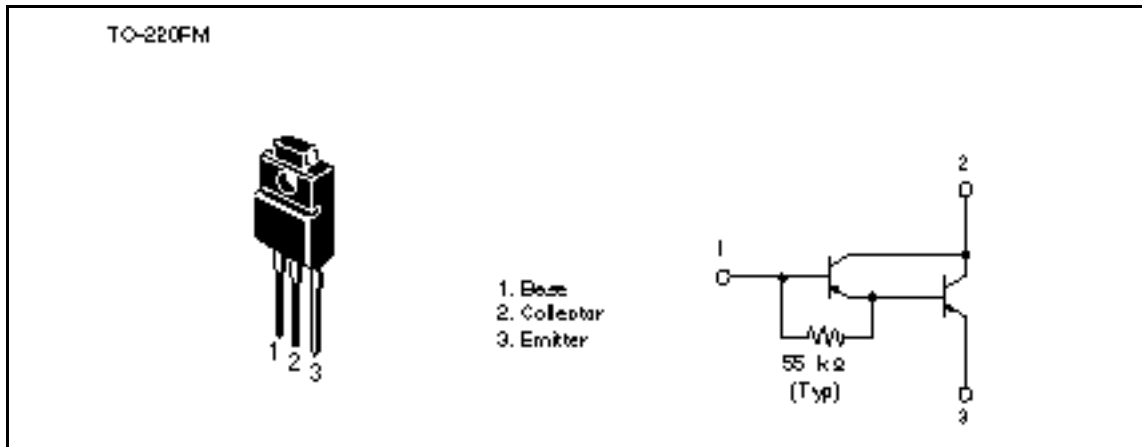 TO-220FM
1. Base
2. Collector
3. Emitter
1
2
3
1
2
55 kΩ
(Typ)
3